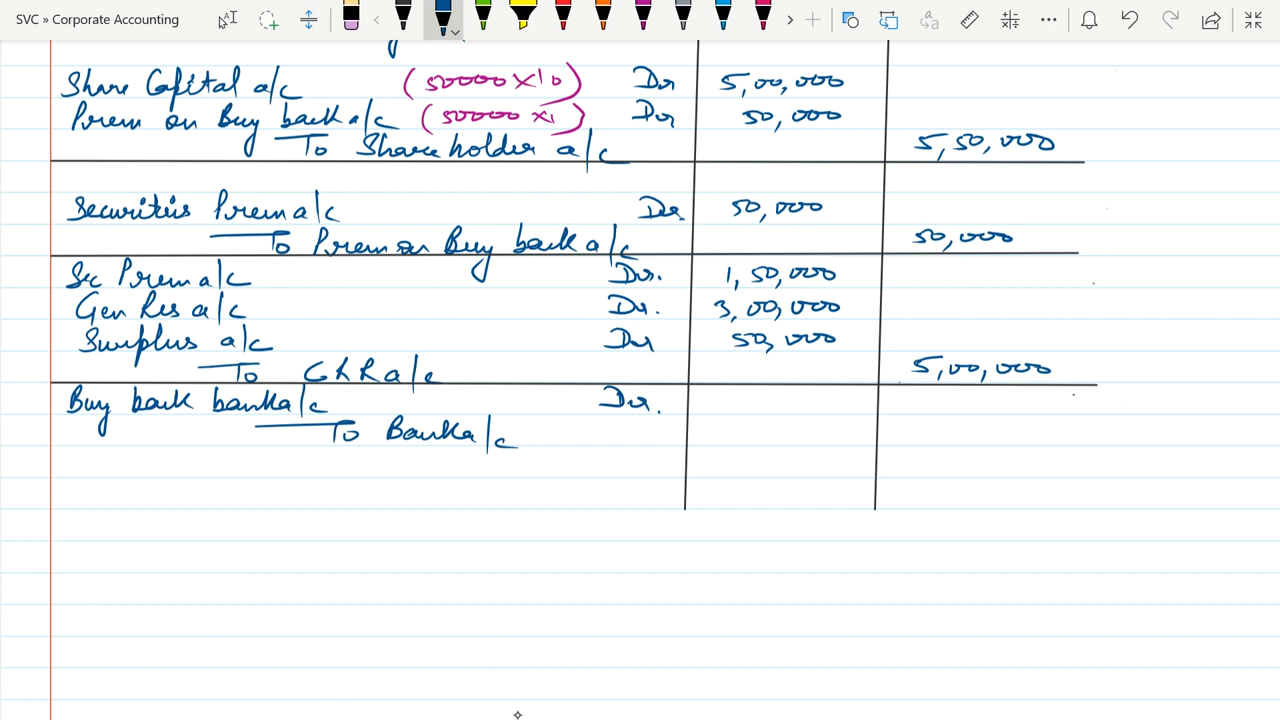 SVC » Corporate Accounting
Share Capital a/c (50000 x 10) Dr 5,00,000
Prem on Buy back a/c (50000 x 1) Dr 50,000
To Shareholder a/c 5,50,000
Securities Prem a/c Dr 50,000
To Prem on Buy back a/c 50,000
Sec Prem a/c Dr. 1,50,000
Gen Res a/c Dr. 3,00,000
Surplus a/c Dr 50,000
To CRR a/c 5,00,000
Buy back bank a/c Dr.
To Bank a/c